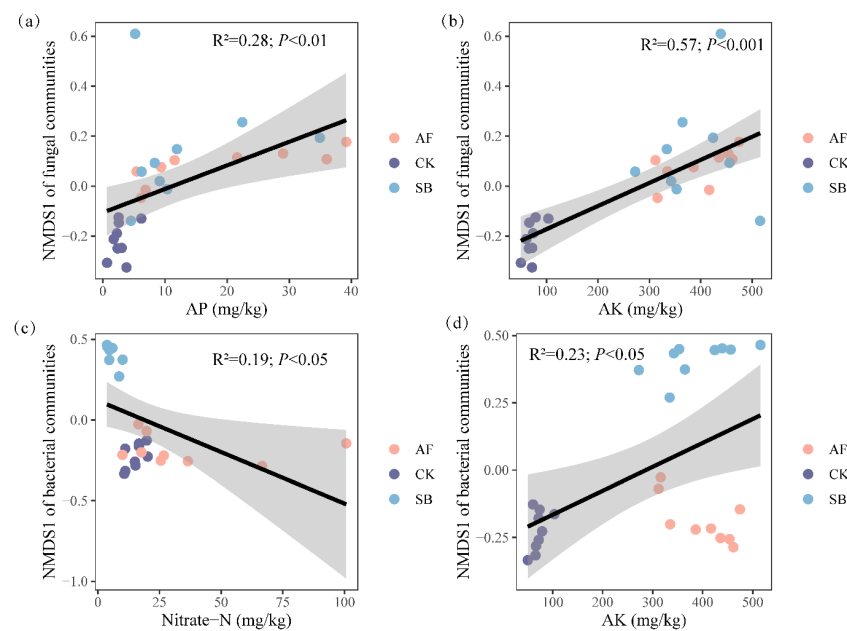 (a)
R²=0.28; P<0.01
NMDS1 of fungal communities
0.6
0.4
0.2
0.0
−0.2
0
10
20
30
40
AP (mg/kg)
AF
CK
SB
(b)
R²=0.57; P<0.001
NMDS1 of fungal communities
0.6
0.4
0.2
0.0
−0.2
100
200
300
400
500
AK (mg/kg)
AF
CK
SB
(c)
R²=0.19; P<0.05
NMDS1 of bacterial communities
0.5
0.0
−0.5
−1.0
0
25
50
75
100
Nitrate−N (mg/kg)
AF
CK
SB
(d)
R²=0.23; P<0.05
NMDS1 of bacterial communities
0.50
0.25
0.00
−0.25
100
200
300
400
500
AK (mg/kg)
AF
CK
SB